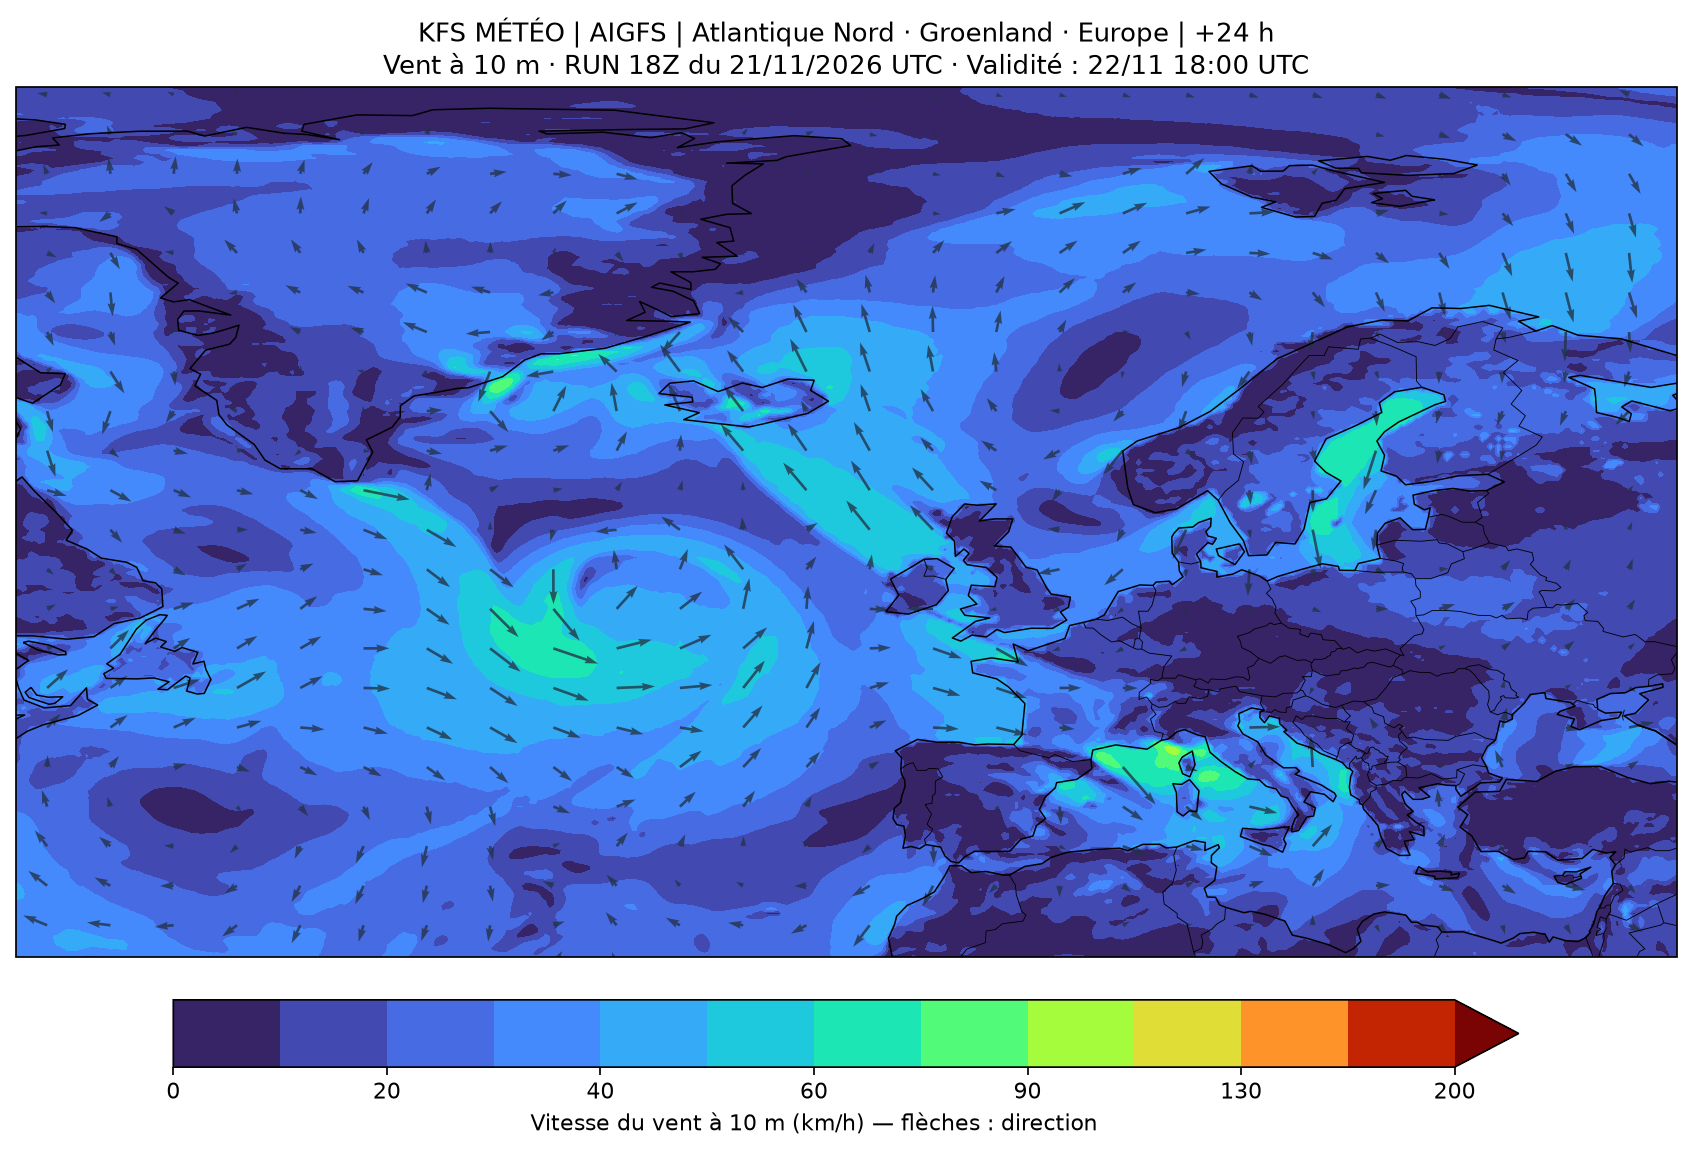 KFS MÉTÉO | AIGFS | Atlantique Nord · Groenland · Europe | +24 h
Vent à 10 m · RUN 18Z du 21/11/2026 UTC · Validité : 22/11 18:00 UTC
0 20 40 60 90 130 200
Vitesse du vent à 10 m (km/h) — flèches : direction